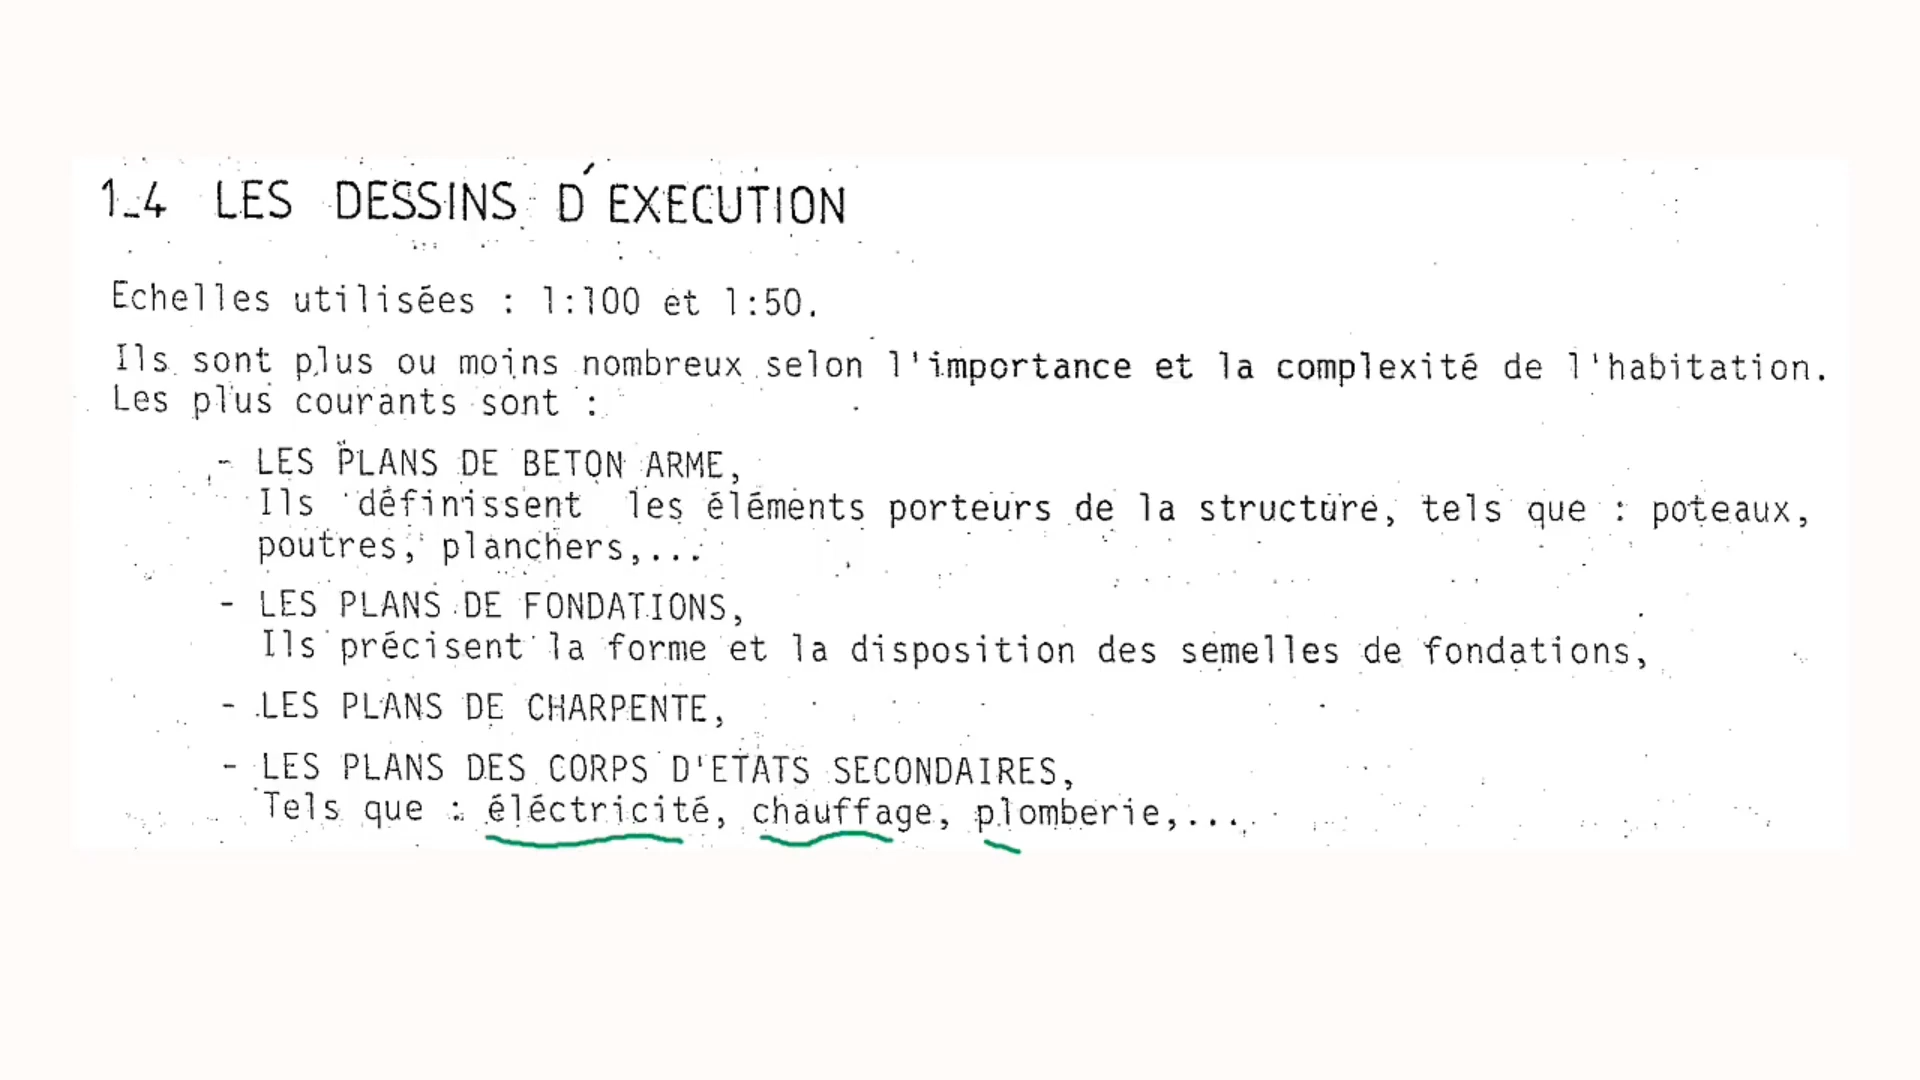 1_4 LES DESSINS D'EXECUTION
Echelles utilisées : 1:100 et 1:50.
Ils sont plus ou moins nombreux selon l'importance et la complexité de l'habitation.
Les plus courants sont :
- LES PLANS DE BETON ARME,
Ils définissent les éléments porteurs de la structure, tels que : poteaux,
poutres, planchers,...
- LES PLANS DE FONDATIONS,
Ils précisent la forme et la disposition des semelles de fondations,
- LES PLANS DE CHARPENTE,
- LES PLANS DES CORPS D'ETATS SECONDAIRES,
Tels que : éléctricité, chauffage, plomberie,...